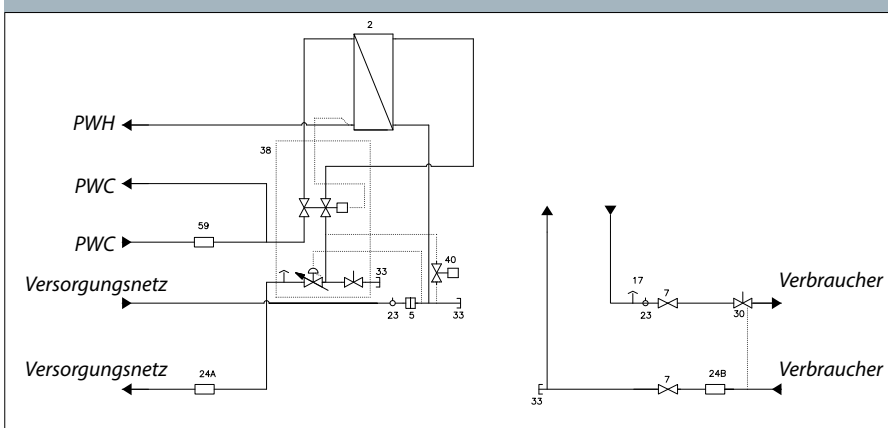 2
PWH
38
PWC
PWC
59
40
Versorgungsnetz
33
17
7
Verbraucher
23
5
33
23
30
Versorgungsnetz
24A
7
24B
Verbraucher
33